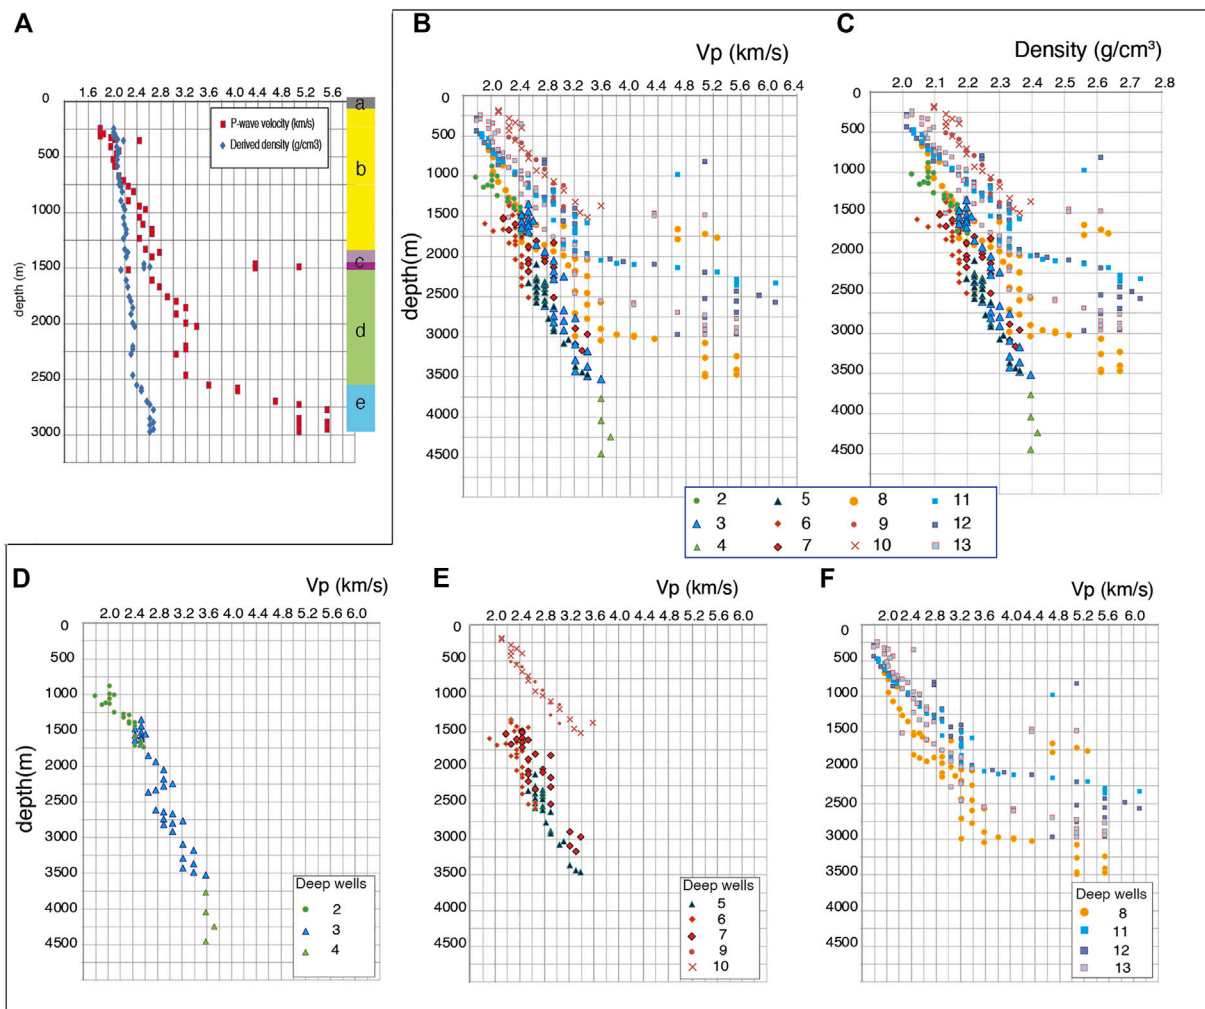 A
1.6 2.0 2.4 2.8 3.2 3.6 4.0 4.4 4.8 5.2 5.6
0
500
1000
1500
2000
2500
3000
depth (m)
P-wave velocity (km/s)
Derived density (g/cm3)
a
b
c
d
e
B
Vp (km/s)
2.0 2.4 2.8 3.2 3.6 4.0 4.4 4.8 5.2 5.6 6.0 6.4
0
500
1000
1500
2000
2500
3000
3500
4000
4500
depth(m)
C
Density (g/cm³)
2.0 2.1 2.2 2.3 2.4 2.5 2.6 2.7 2.8
0
500
1000
1500
2000
2500
3000
3500
4000
4500
2 5 8 11
3 6 9 12
4 7 10 13
D
Vp (km/s)
2.0 2.4 2.8 3.2 3.6 4.0 4.4 4.8 5.2 5.6 6.0
0
500
1000
1500
2000
2500
3000
3500
4000
4500
depth(m)
Deep wells
2
3
4
E
Vp (km/s)
2.0 2.4 2.8 3.2 3.6 4.0 4.4 4.8 5.2 5.6 6.0
0
500
1000
1500
2000
2500
3000
3500
4000
4500
Deep wells
5
6
7
9
10
F
Vp (km/s)
2.0 2.4 2.8 3.2 3.6 4.0 4.4 4.8 5.2 5.6 6.0
0
500
1000
1500
2000
2500
3000
3500
4000
4500
Deep wells
8
11
12
13